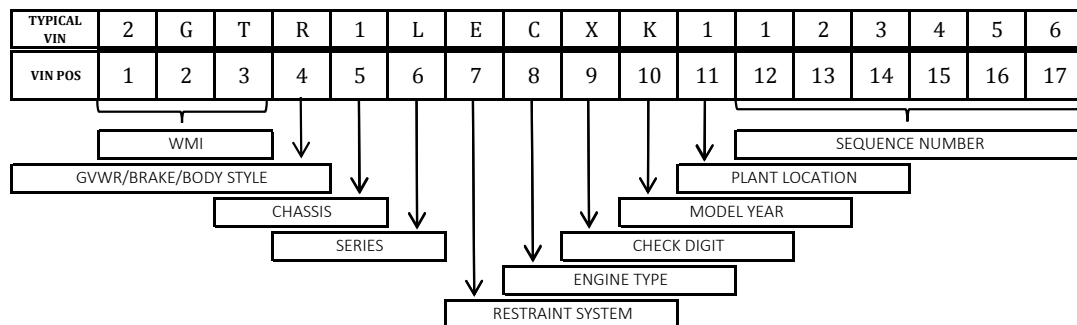 TYPICAL VIN 2 G T R 1 L E C X K 1 1 2 3 4 5 6
VIN POS 1 2 3 4 5 6 7 8 9 10 11 12 13 14 15 16 17
WMI SEQUENCE NUMBER
GVWR/BRAKE/BODY STYLE PLANT LOCATION
CHASSIS MODEL YEAR
SERIES CHECK DIGIT
ENGINE TYPE
RESTRAINT SYSTEM